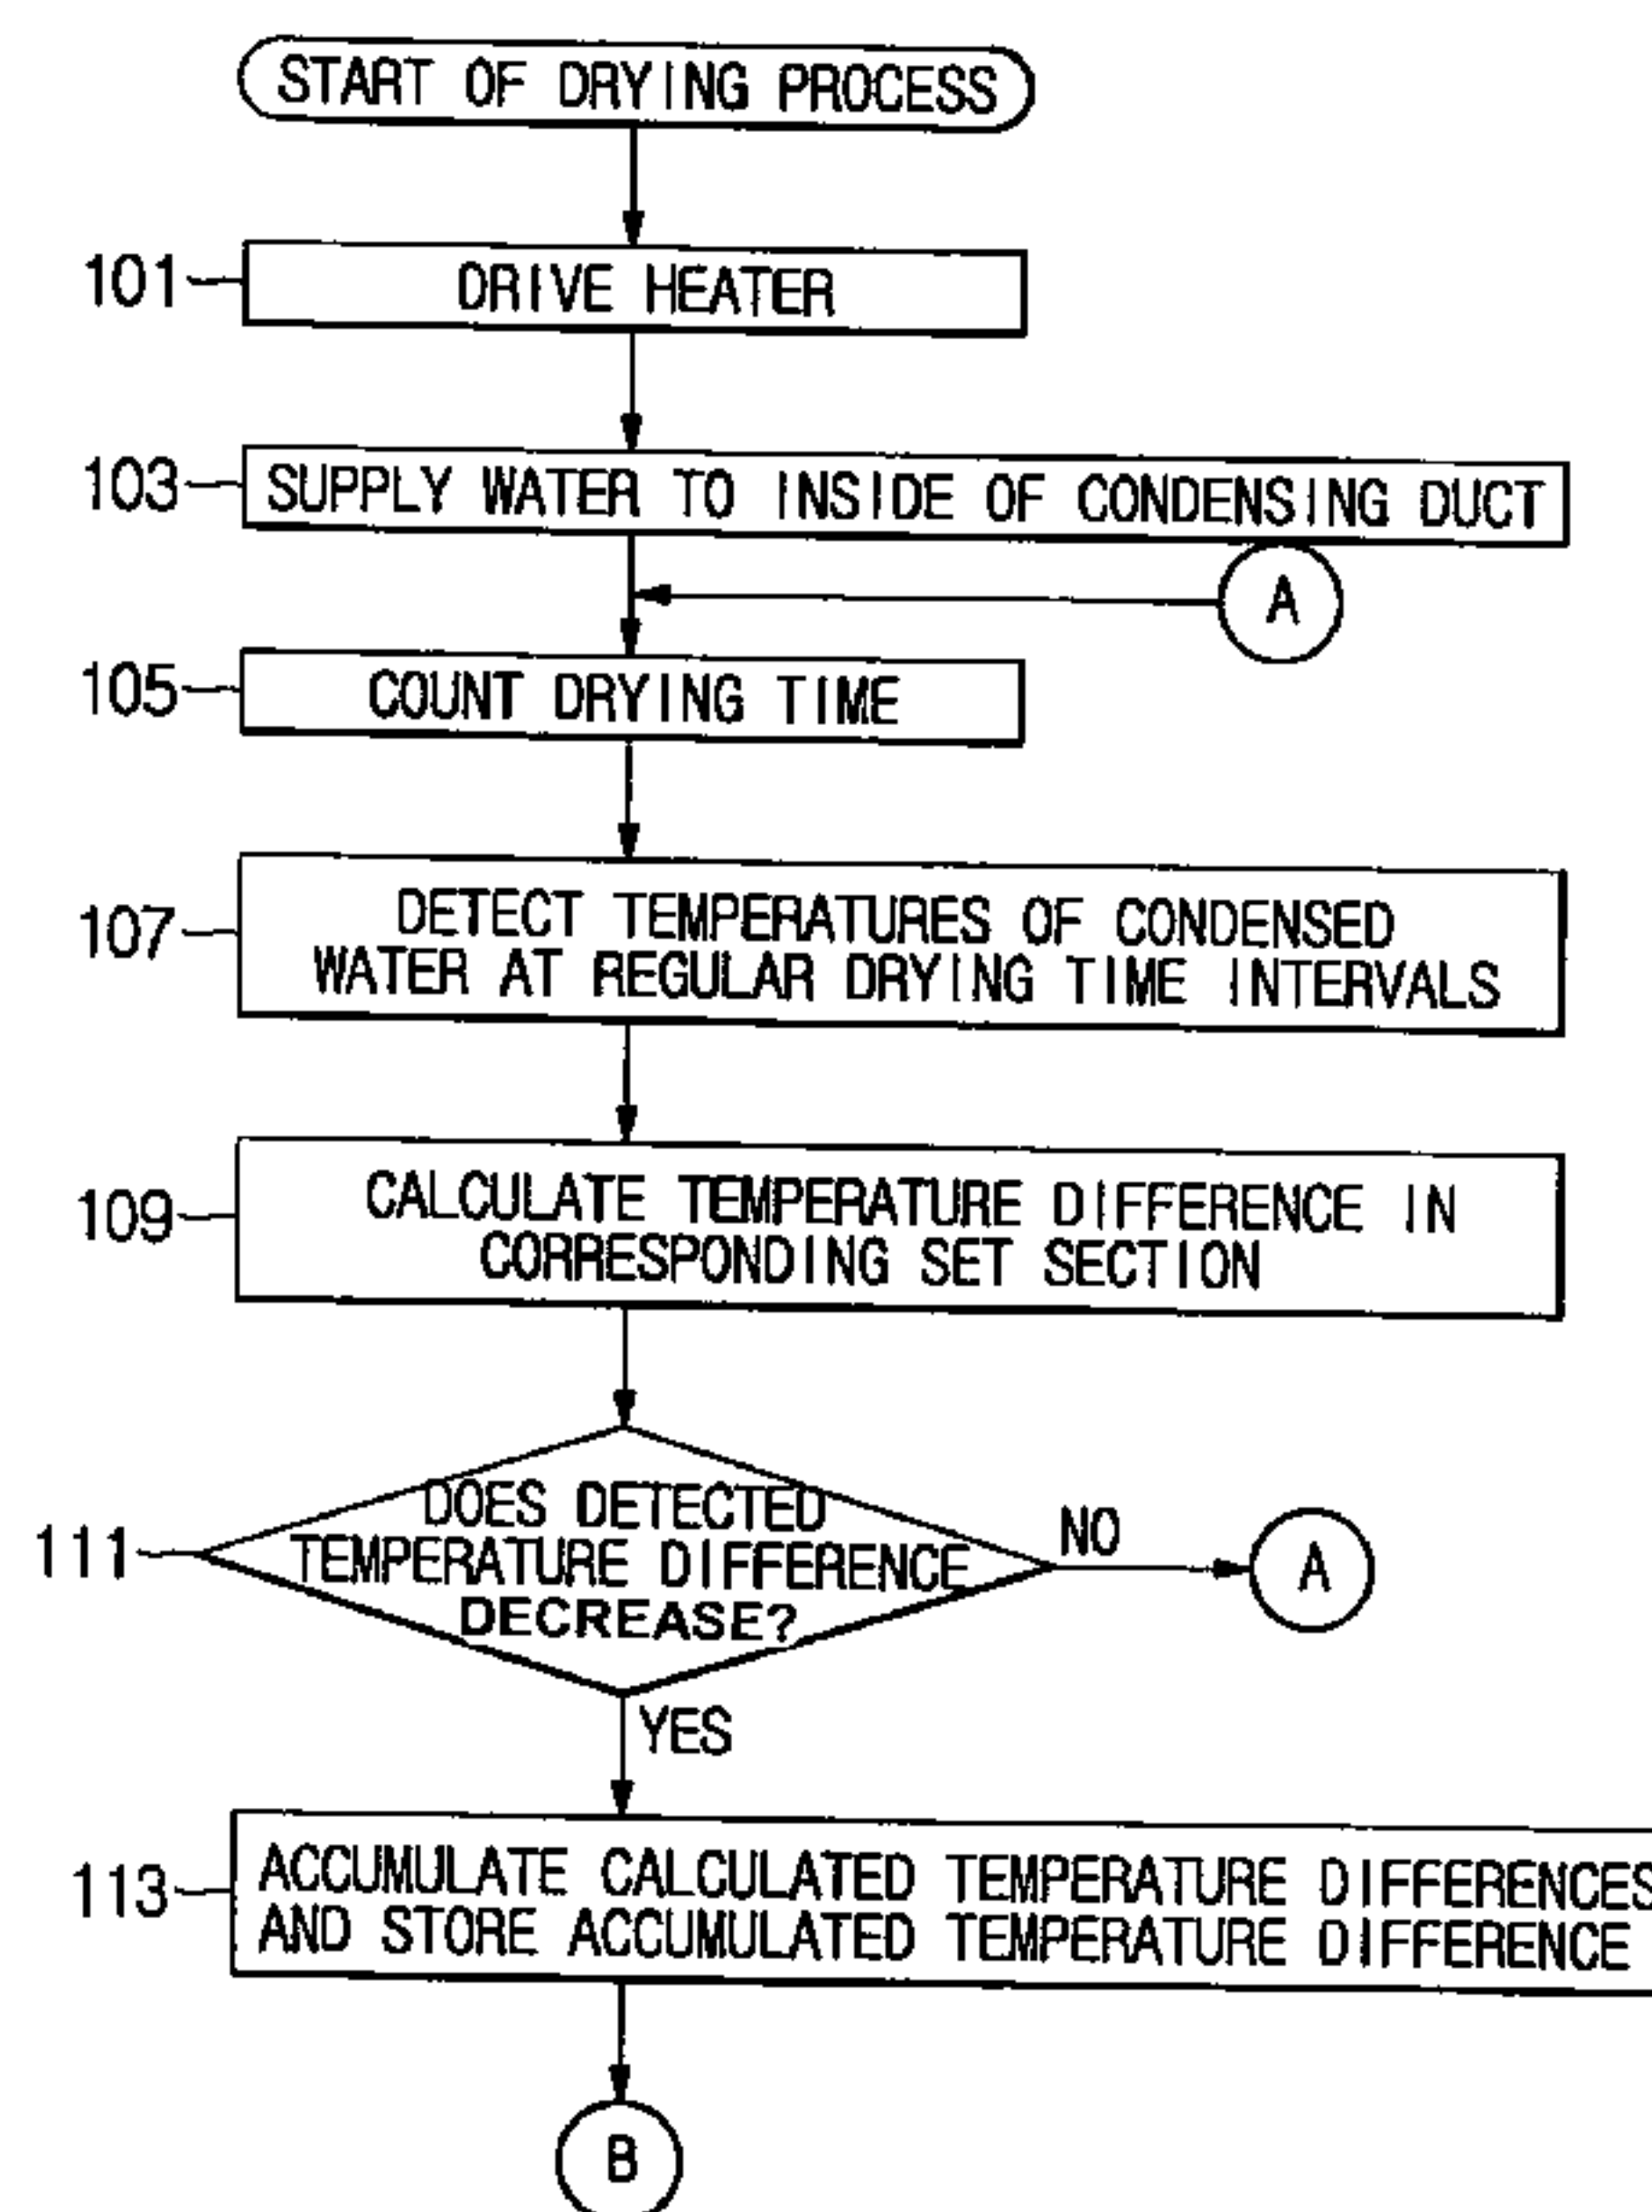 START OF DRYING PROCESS
101
DRIVE HEATER
103
SUPPLY WATER TO INSIDE OF CONDENSING DUCT
A
105
COUNT DRYING TIME
107
DETECT TEMPERATURES OF CONDENSED
WATER AT REGULAR DRYING TIME INTERVALS
109
CALCULATE TEMPERATURE DIFFERENCE IN
CORRESPONDING SET SECTION
111
DOES DETECTED
TEMPERATURE DIFFERENCE
DECREASE?
NO
A
YES
113
ACCUMULATE CALCULATED TEMPERATURE DIFFERENCES
AND STORE ACCUMULATED TEMPERATURE DIFFERENCE
B